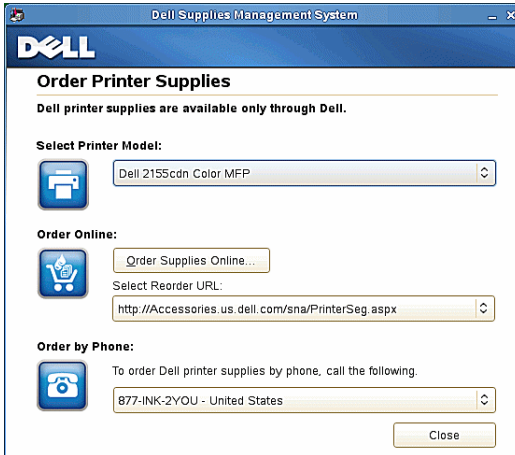 Dell Supplies Management System
DELL
Order Printer Supplies
Dell printer supplies are available only through Dell.
Select Printer Model:
Dell 2155cdn Color MFP
Order Online:
Order Supplies Online...
Select Reorder URL:
http://Accessories.us.dell.com/sna/PrinterSeg.aspx
Order by Phone:
To order Dell printer supplies by phone, call the following.
877-INK-2YOU - United States
Close